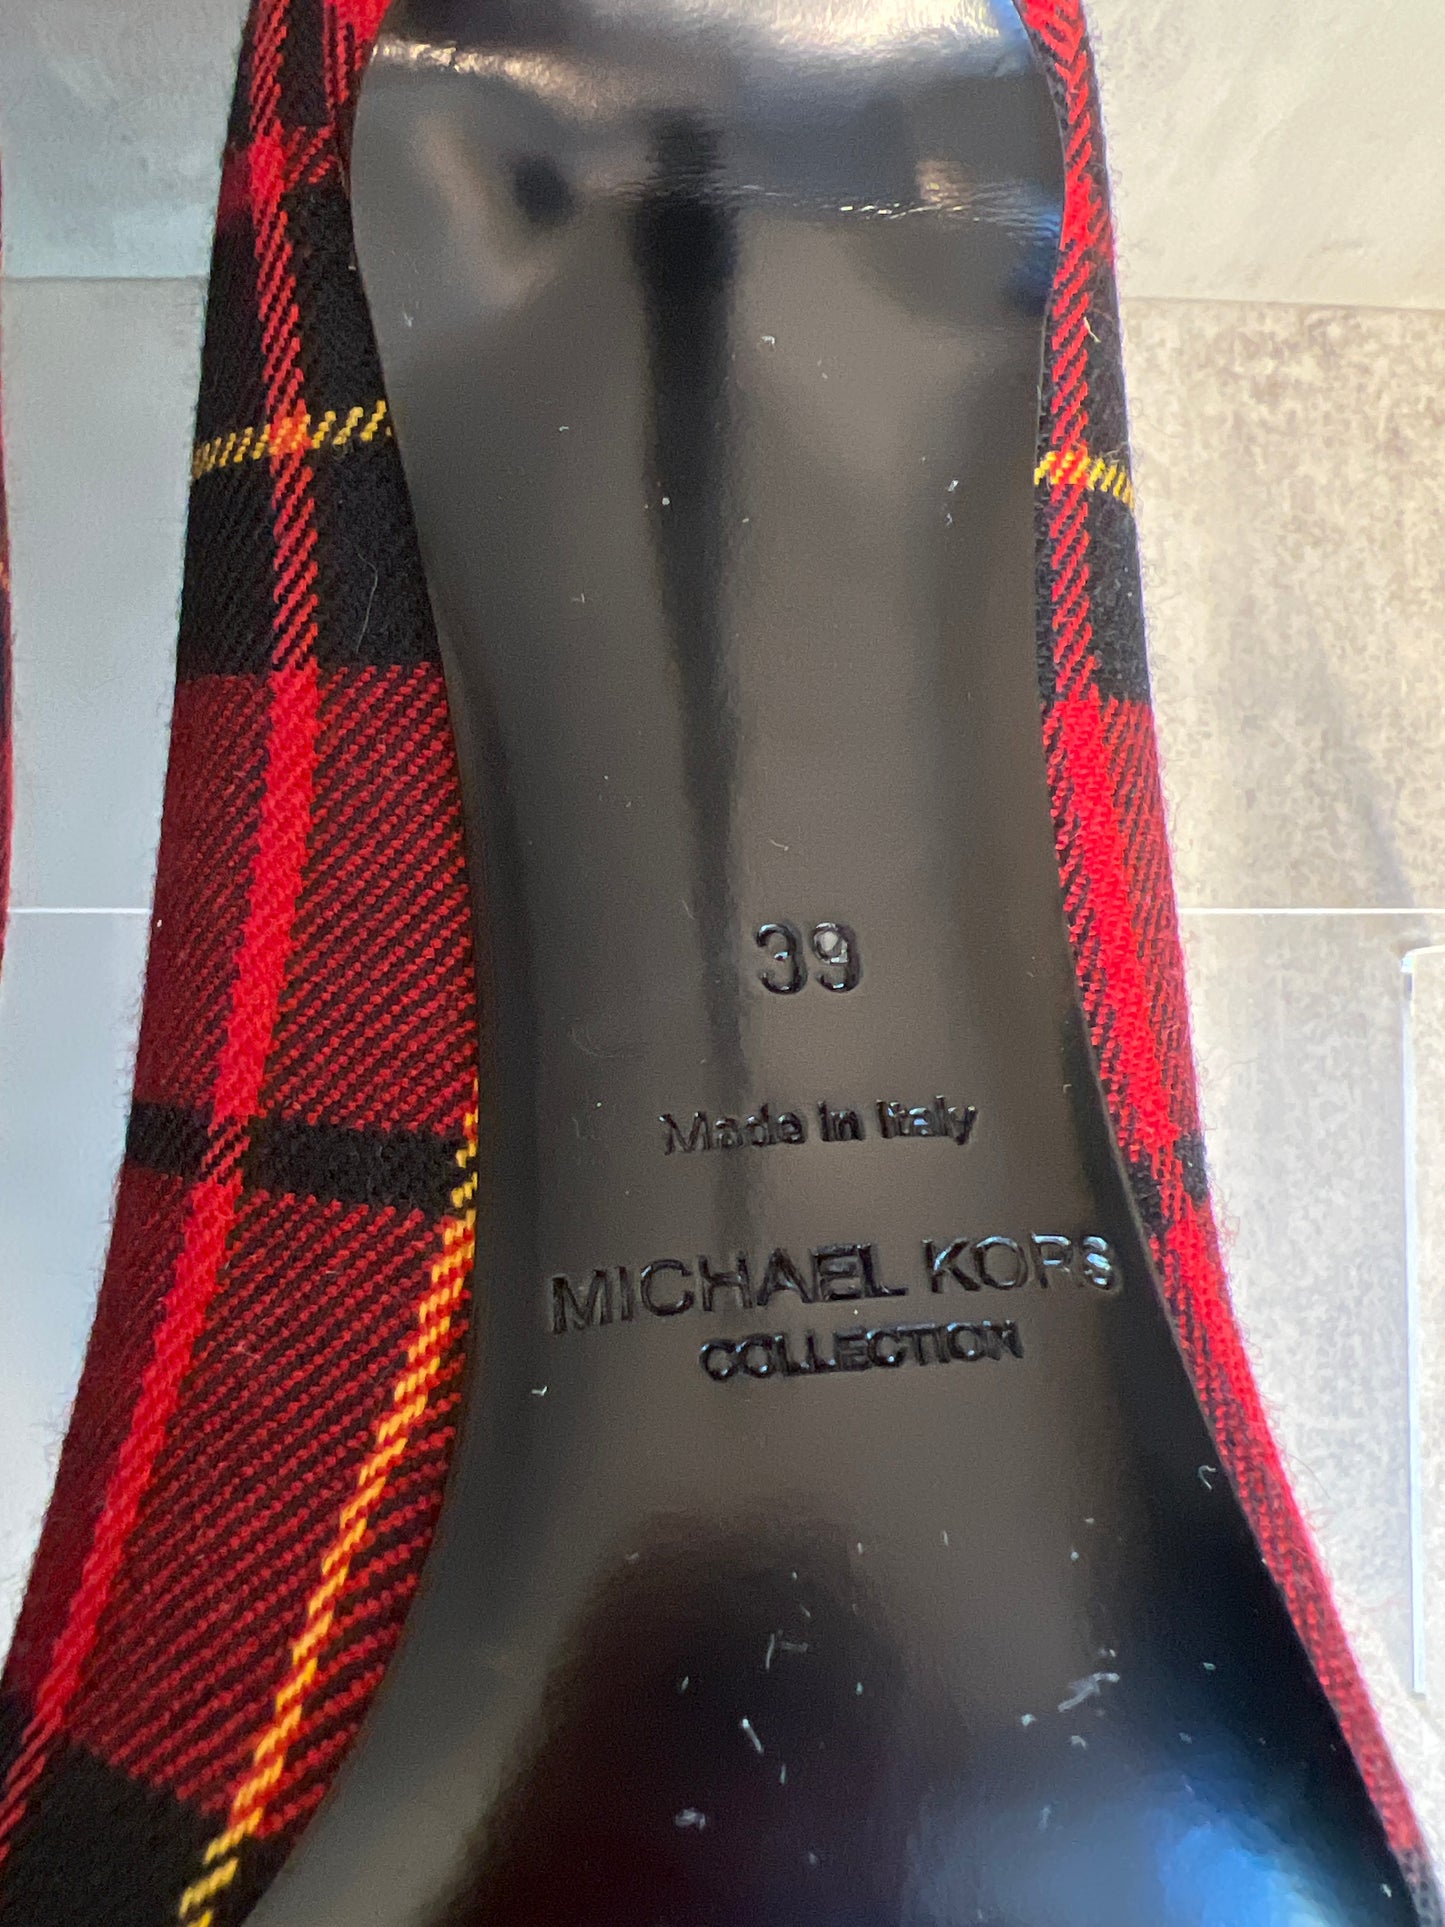 39
Made in Italy
MICHAEL KORS
COLLECTION